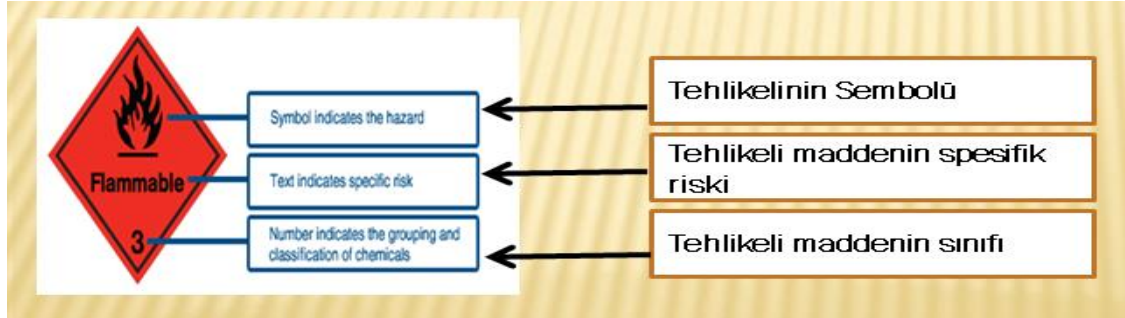 Flammable
3
Symbol indicates the hazard
Text indicates specific risk
Number indicates the grouping and
classification of chemicals
Tehlikelinin Sembolü
Tehlikeli maddenin spesifik
riski
Tehlikeli maddenin sınıfı